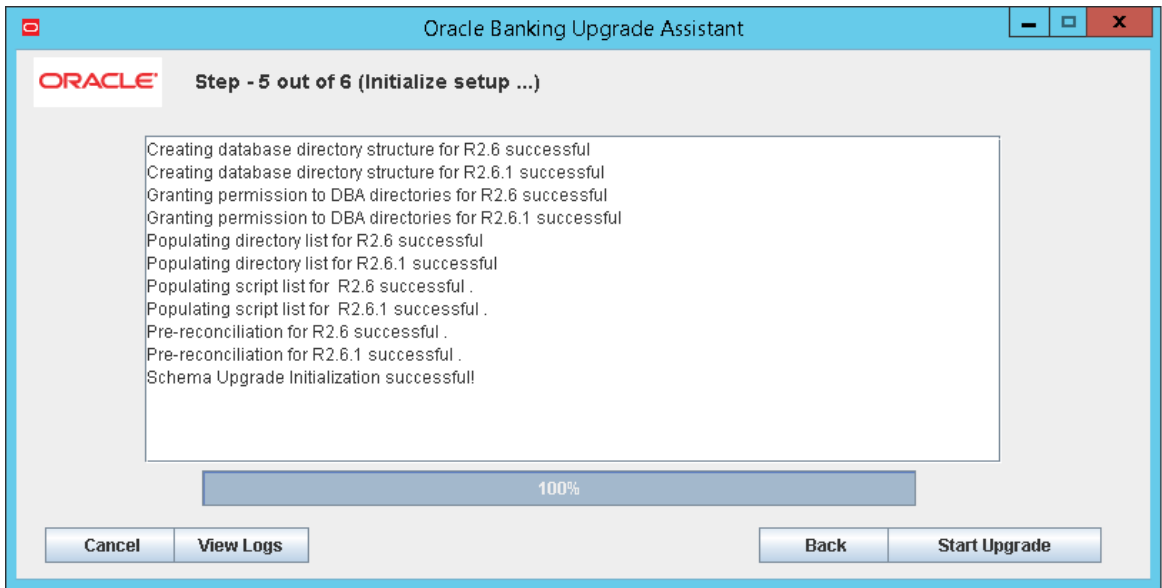 Oracle Banking Upgrade Assistant
ORACLE'
Step - 5 out of 6 (Initialize setup ...)
Creating database directory structure for R2.6 successful
Creating database directory structure for R2.6.1 successful
Granting permission to DBA directories for R2.6 successful
Granting permission to DBA directories for R2.6.1 successful
Populating directory list for R2.6 successful
Populating directory list for R2.6.1 successful
Populating script list for  R2.6 successful .
Populating script list for  R2.6.1 successful .
Pre-reconciliation for R2.6 successful .
Pre-reconciliation for R2.6.1 successful .
Schema Upgrade Initialization successful!
100%
Cancel View Logs Back Start Upgrade